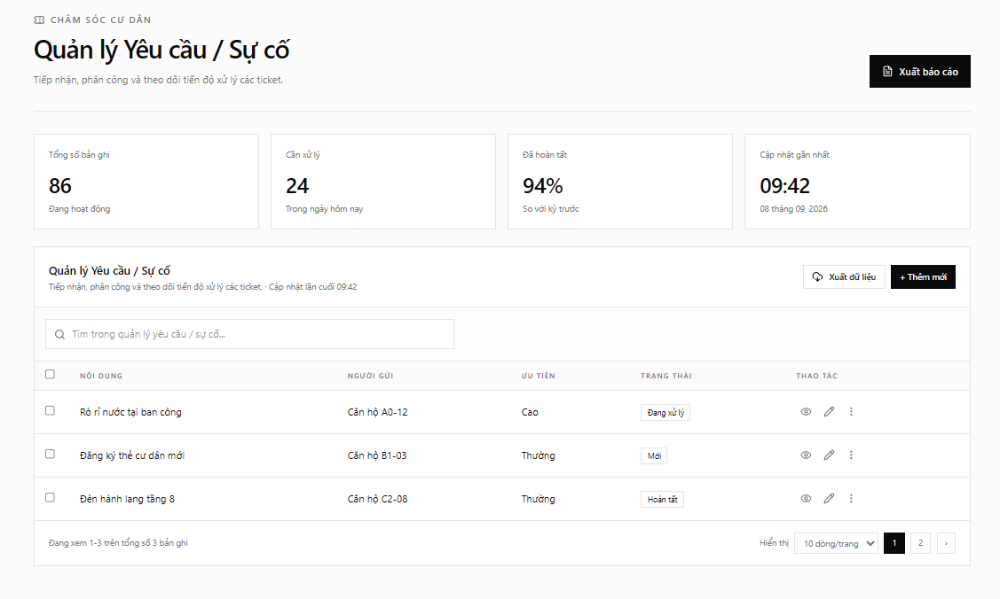 CHĂM SÓC CƯ DÂN
Quản lý Yêu cầu / Sự cố
Tiếp nhận, phân công và theo dõi tiến độ xử lý các ticket.
Xuất báo cáo
Tổng số bản ghi
86
Đang hoạt động
Cần xử lý
24
Trong ngày hôm nay
Đã hoàn tất
94%
So với kỳ trước
Cập nhật gần nhất
09:42
08 tháng 09, 2026
Quản lý Yêu cầu / Sự cố
Tiếp nhận, phân công và theo dõi tiến độ xử lý các ticket. · Cập nhật lần cuối 09:42
Xuất dữ liệu
+ Thêm mới
Tìm trong quản lý yêu cầu / sự cố...
NỘI DUNG NGƯỜI GỬI ƯU TIÊN TRẠNG THÁI THAO TÁC
Rò rỉ nước tại ban công Căn hộ A0-12 Cao Đang xử lý
Đăng ký thẻ cư dân mới Căn hộ B1-03 Thường Mới
Đèn hành lang tầng 8 Căn hộ C2-08 Thường Hoàn tất
Đang xem 1-3 trên tổng số 3 bản ghi
Hiển thị 10 dòng/trang 1 2 ›